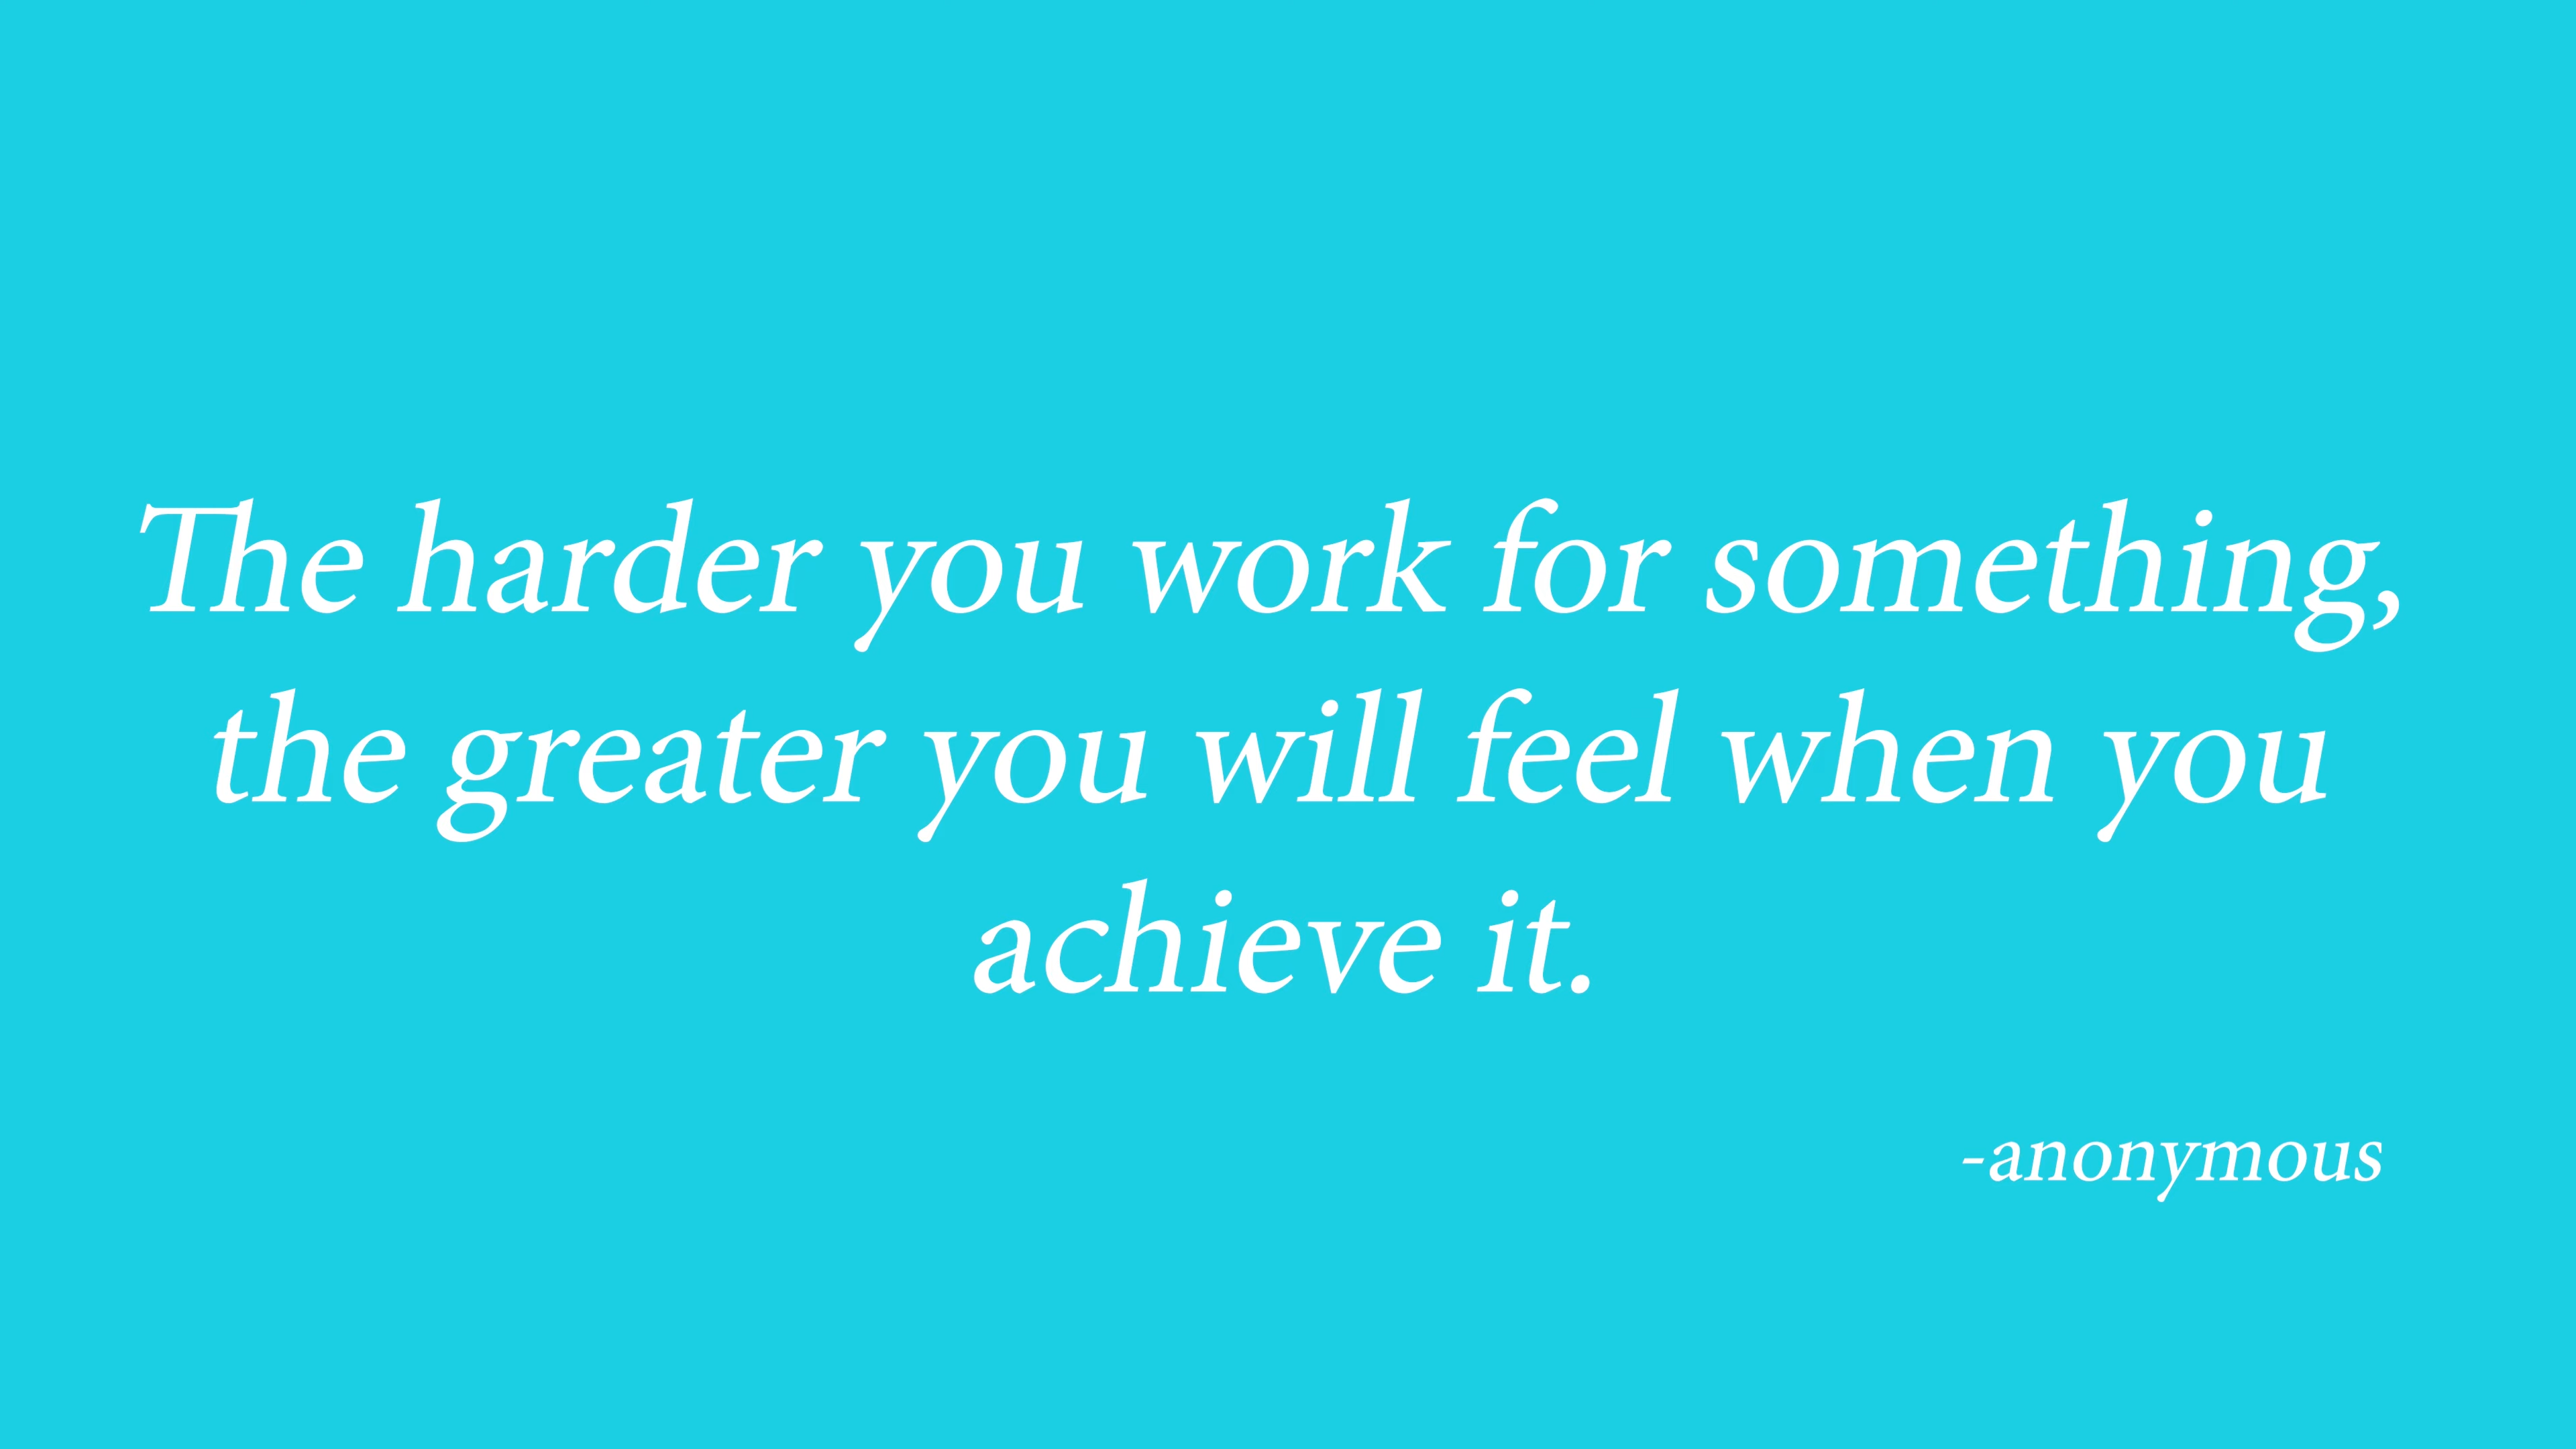 The harder you work for something,
the greater you will feel when you
achieve it.
-anonymous